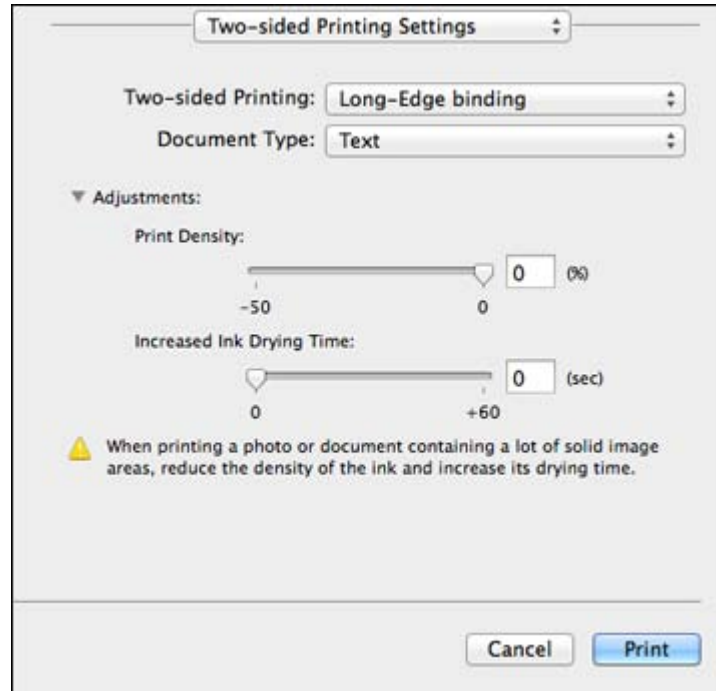 Two-sided Printing Settings
Two-sided Printing: Long-Edge binding
Document Type: Text
Adjustments:
Print Density:
0 (%)
-50 0
Increased Ink Drying Time:
0 (sec)
0 +60
When printing a photo or document containing a lot of solid image
areas, reduce the density of the ink and increase its drying time.
Cancel Print